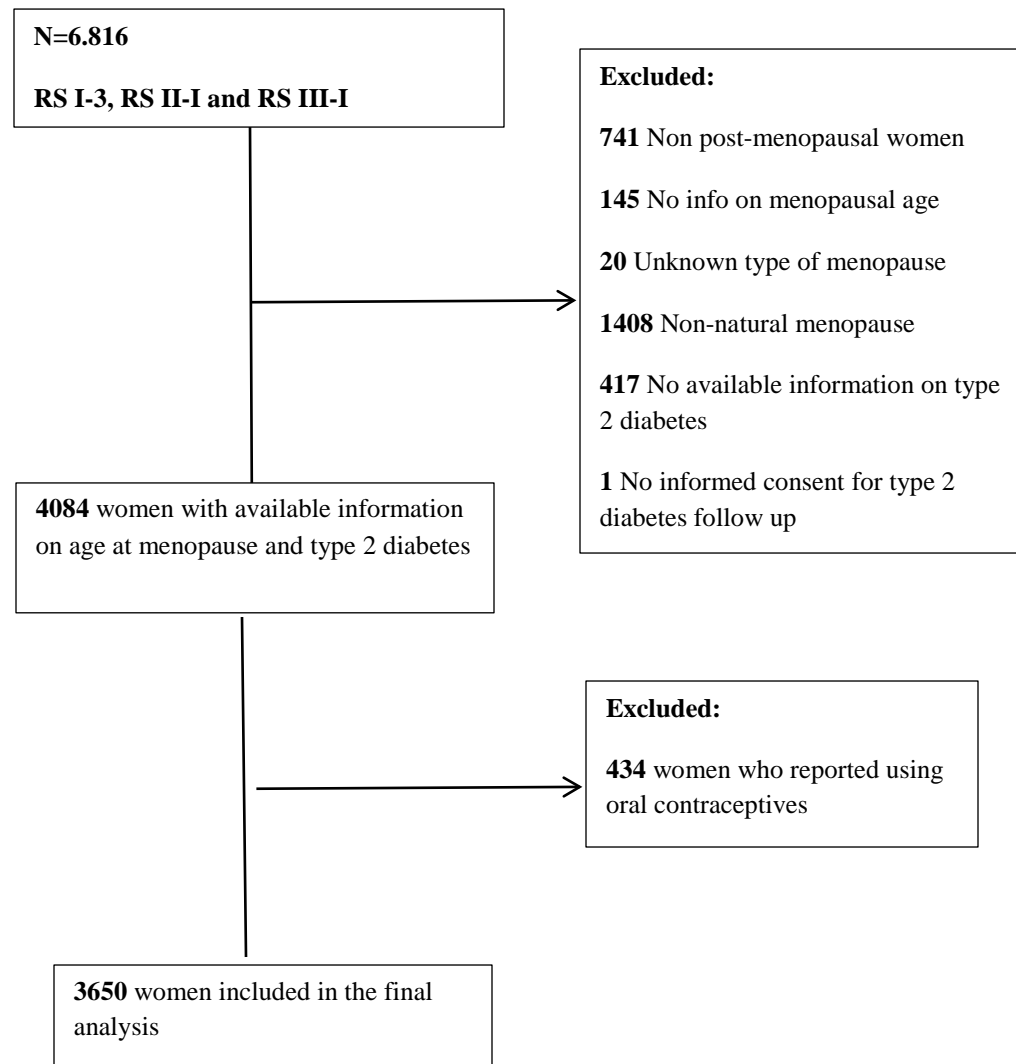 N=6.816
RS I-3, RS II-I and RS III-I
Excluded:
741 Non post-menopausal women
145 No info on menopausal age
20 Unknown type of menopause
1408 Non-natural menopause
417 No available information on type
2 diabetes
1 No informed consent for type 2
diabetes follow up
4084 women with available information
on age at menopause and type 2 diabetes
Excluded:
434 women who reported using
oral contraceptives
3650 women included in the final
analysis